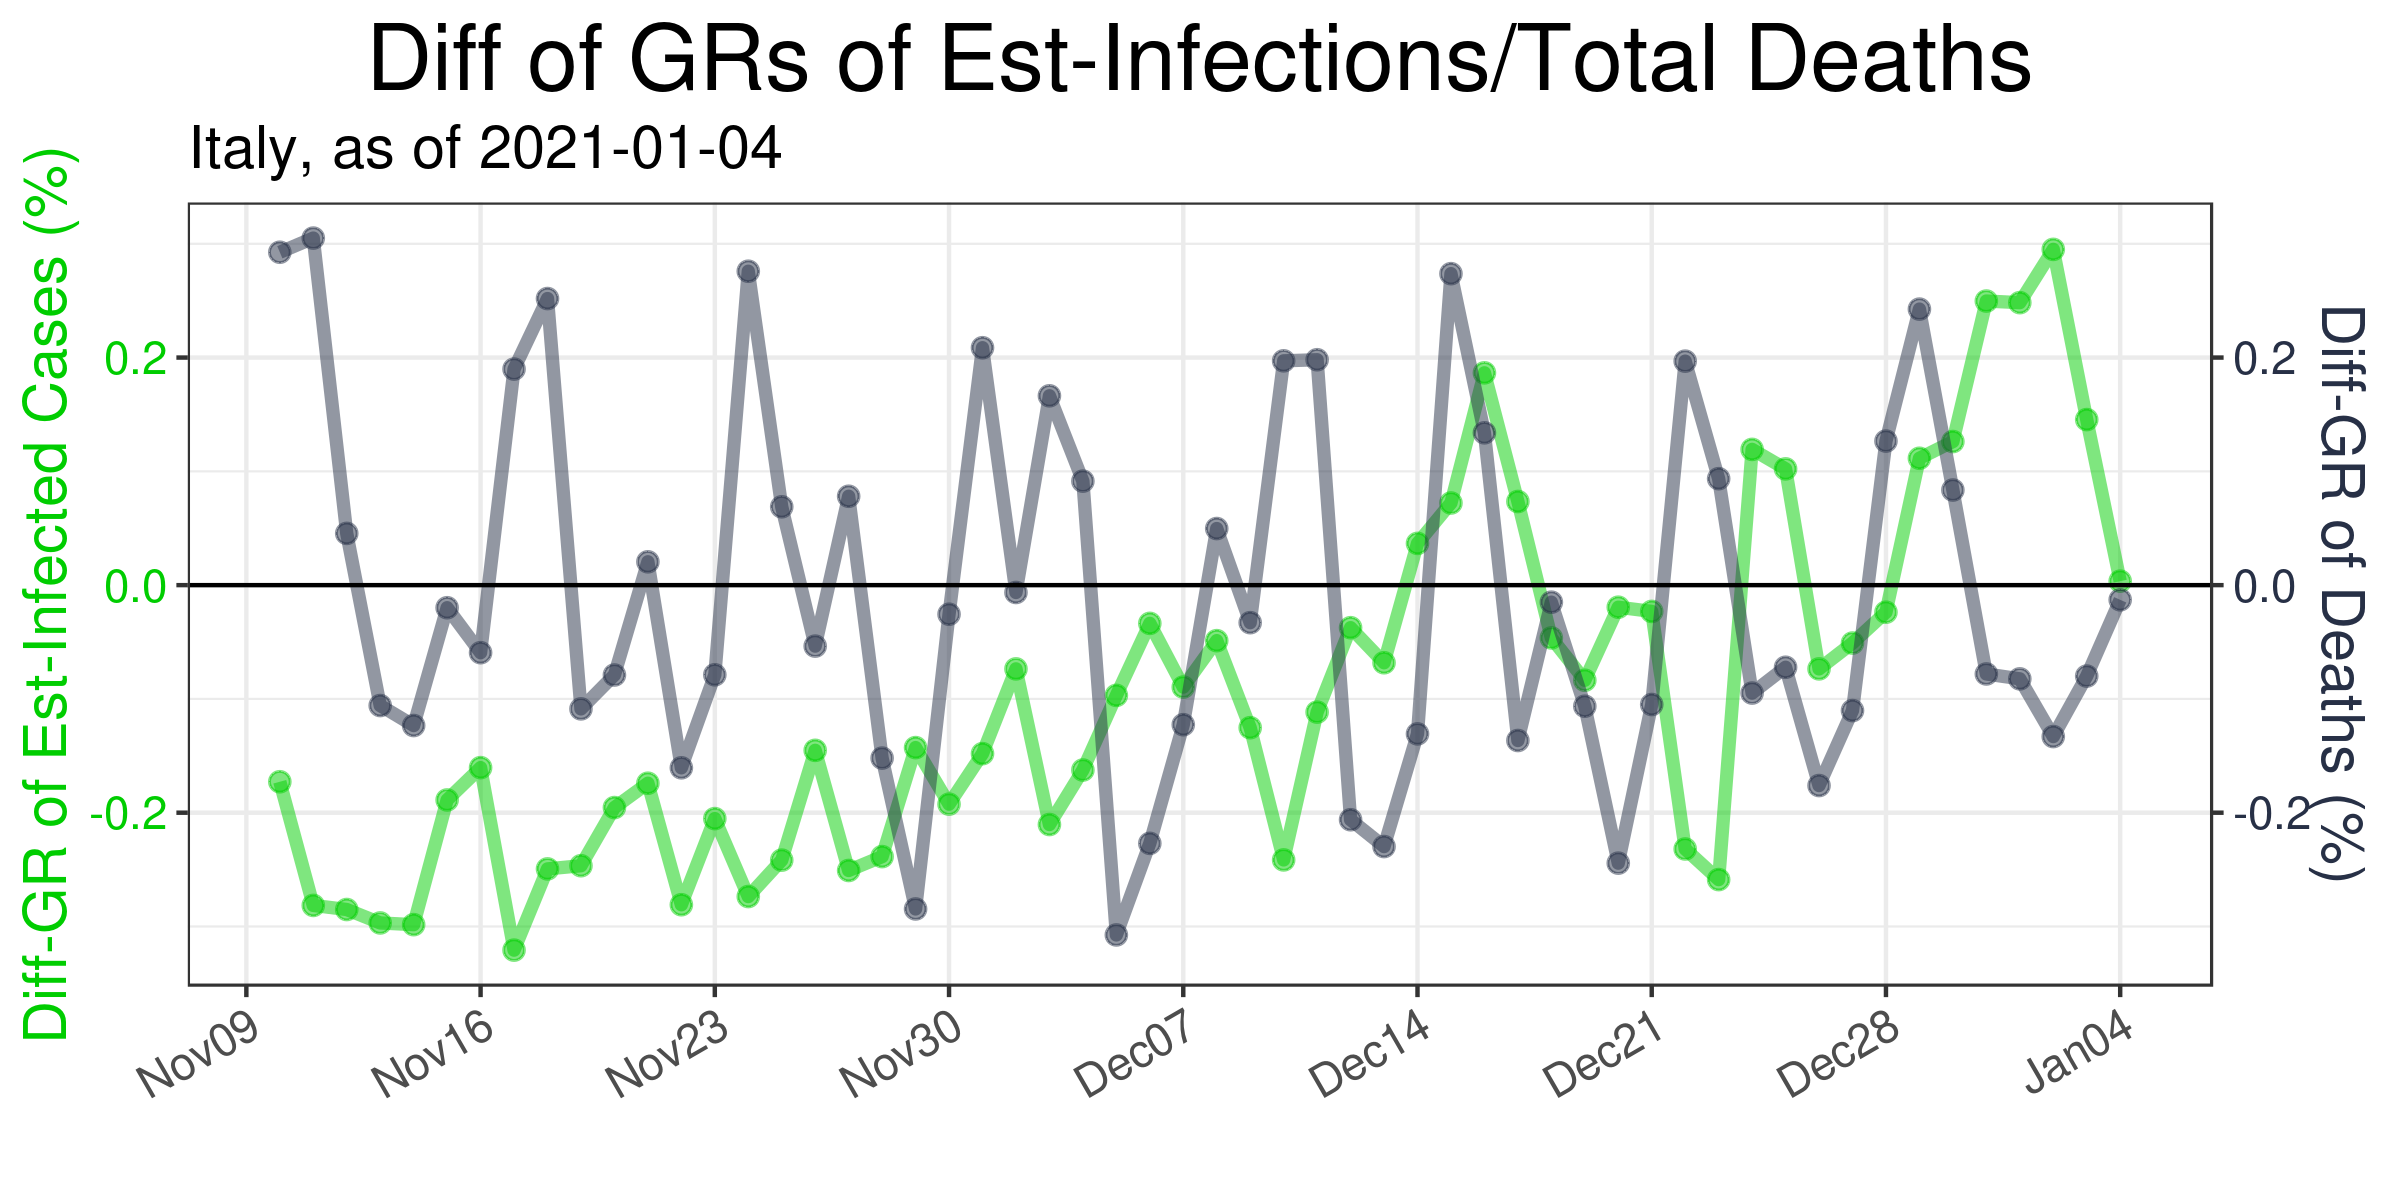 Diff of GRs of Est-Infections/Total Deaths
Italy, as of 2021-01-04
Diff-GR of Est-Infected Cases (%)
0.2
0.0
-0.2
0.2
0.0
-0.2
Diff-GR of Deaths (%)
Nov09
Nov16
Nov23
Nov30
Dec07
Dec14
Dec21
Dec28
Jan04